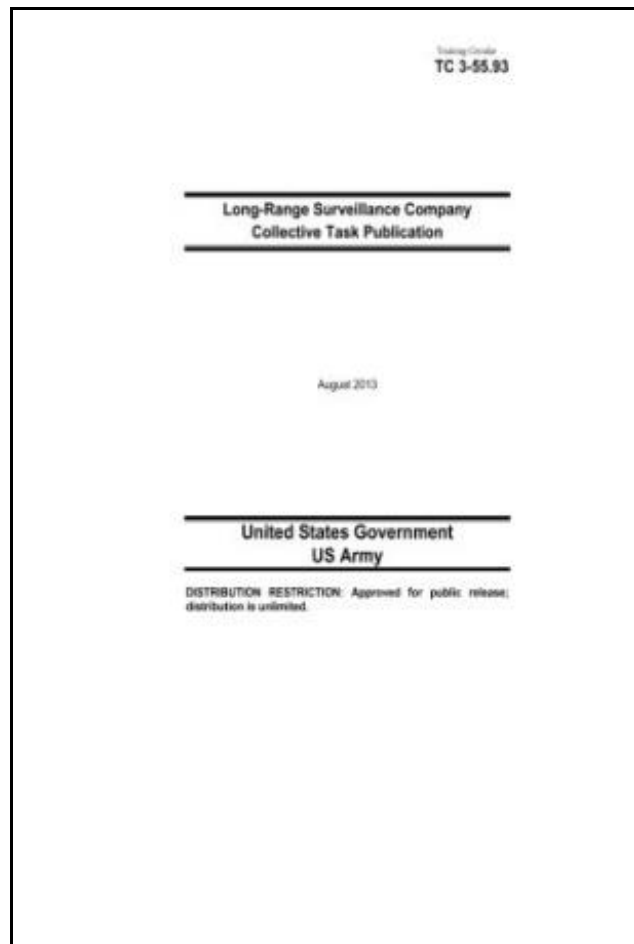 Training Circular
TC 3-55.93
Long-Range Surveillance Company
Collective Task Publication
August 2013
United States Government
US Army
DISTRIBUTION RESTRICTION: Approved for public release;
distribution is unlimited.